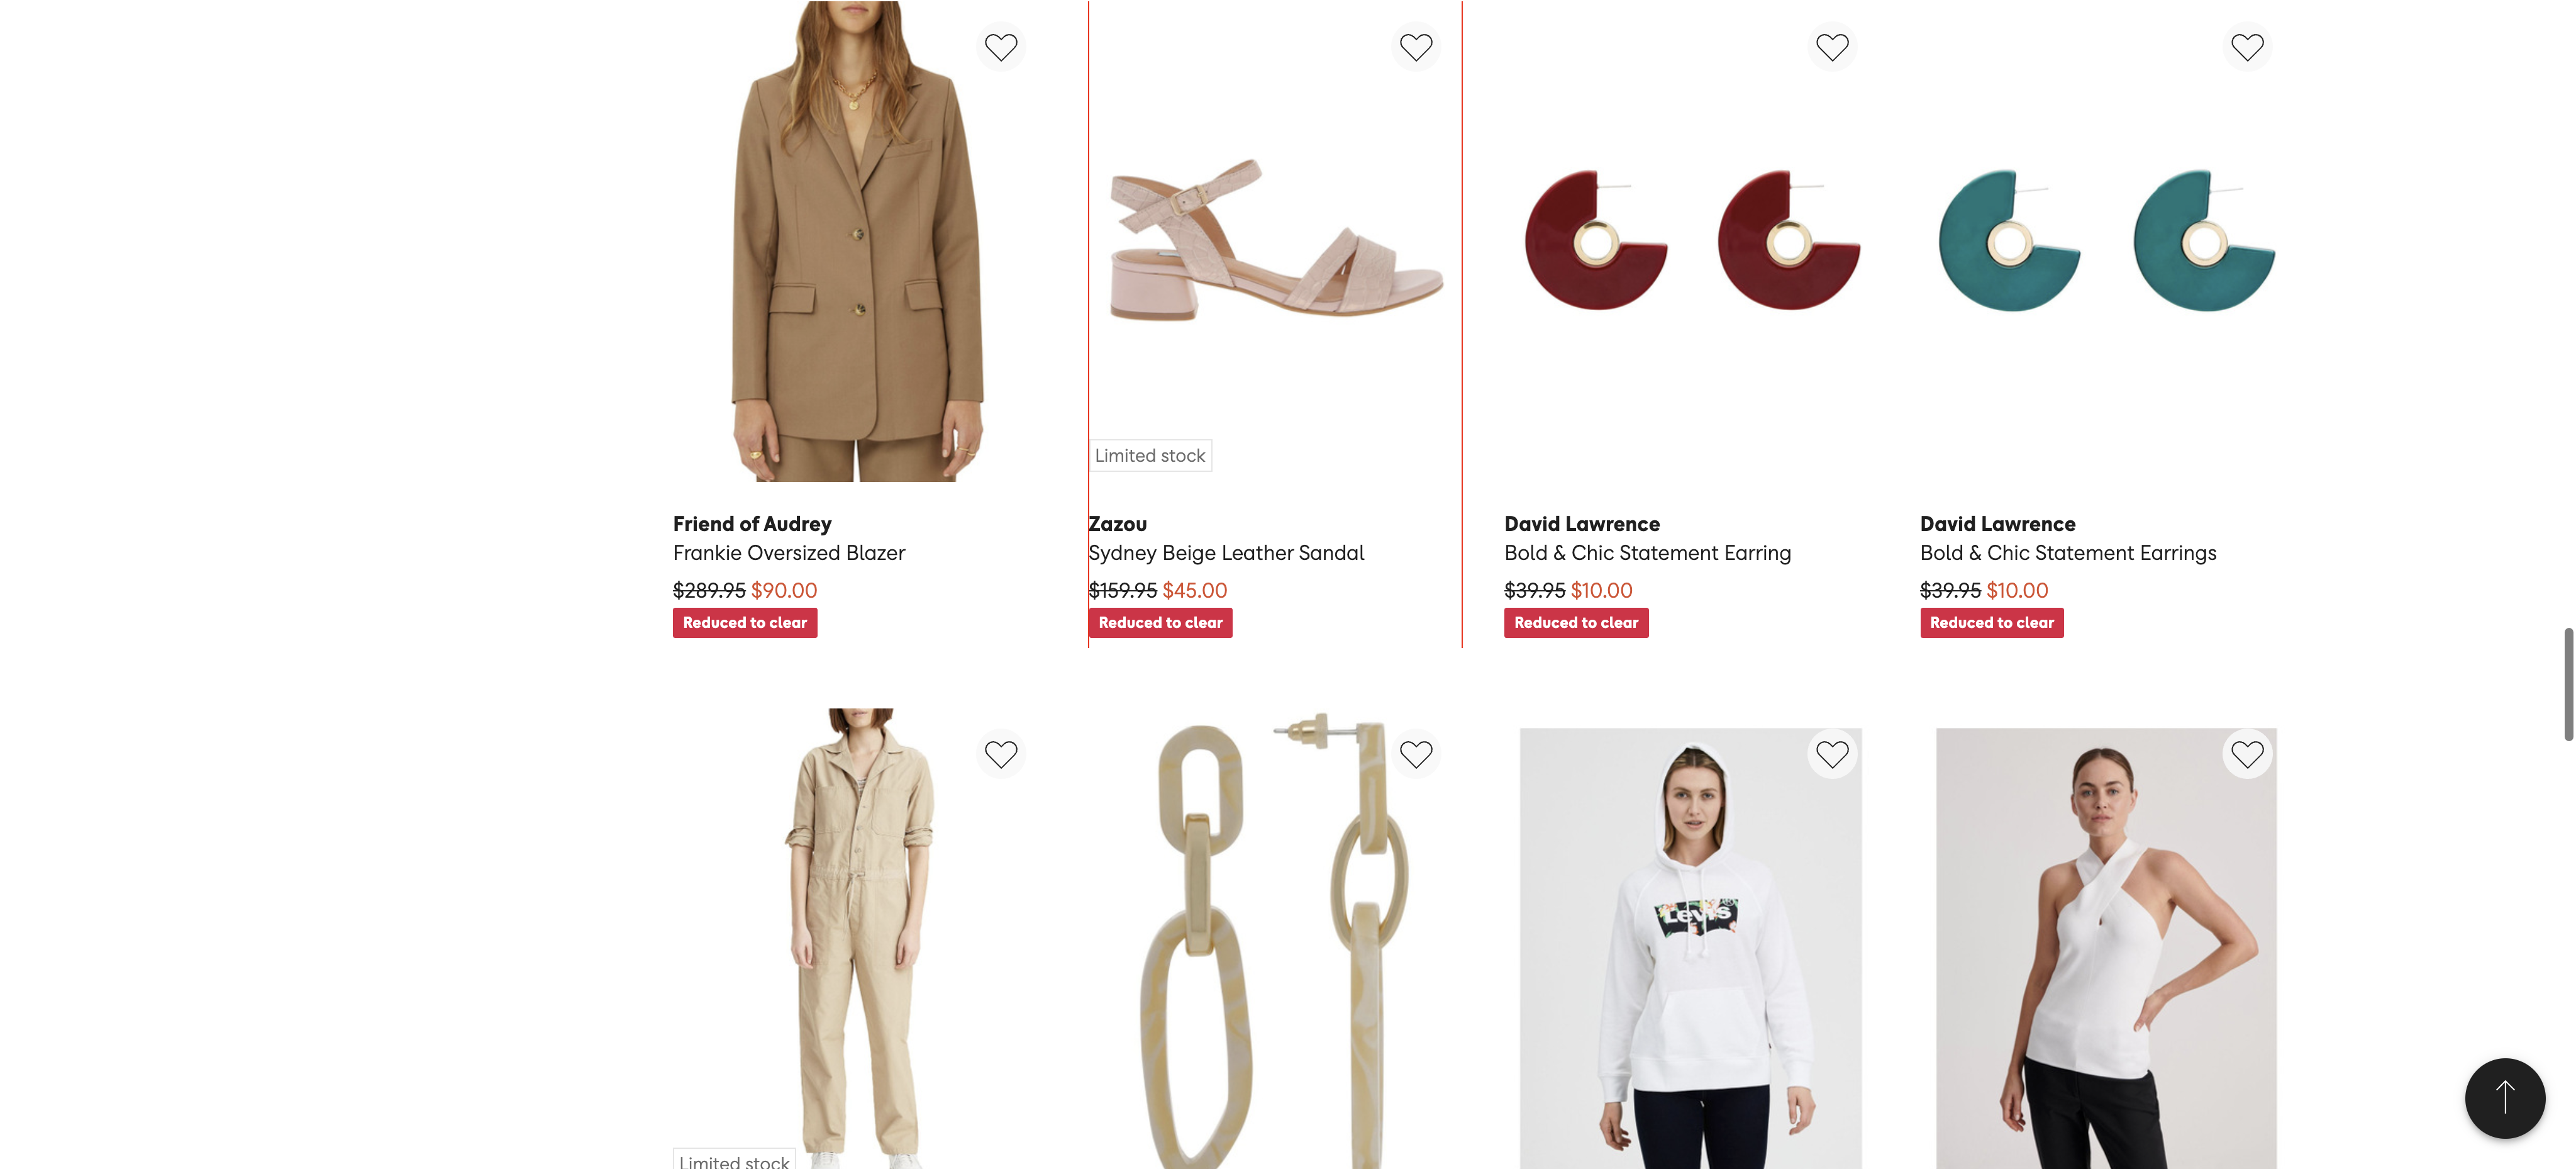 Limited stock
Friend of Audrey
Frankie Oversized Blazer
$289.95 $90.00
Reduced to clear
Zazou
Sydney Beige Leather Sandal
$159.95 $45.00
Reduced to clear
David Lawrence
Bold & Chic Statement Earring
$39.95 $10.00
Reduced to clear
David Lawrence
Bold & Chic Statement Earrings
$39.95 $10.00
Reduced to clear
Levi's
Limited stock